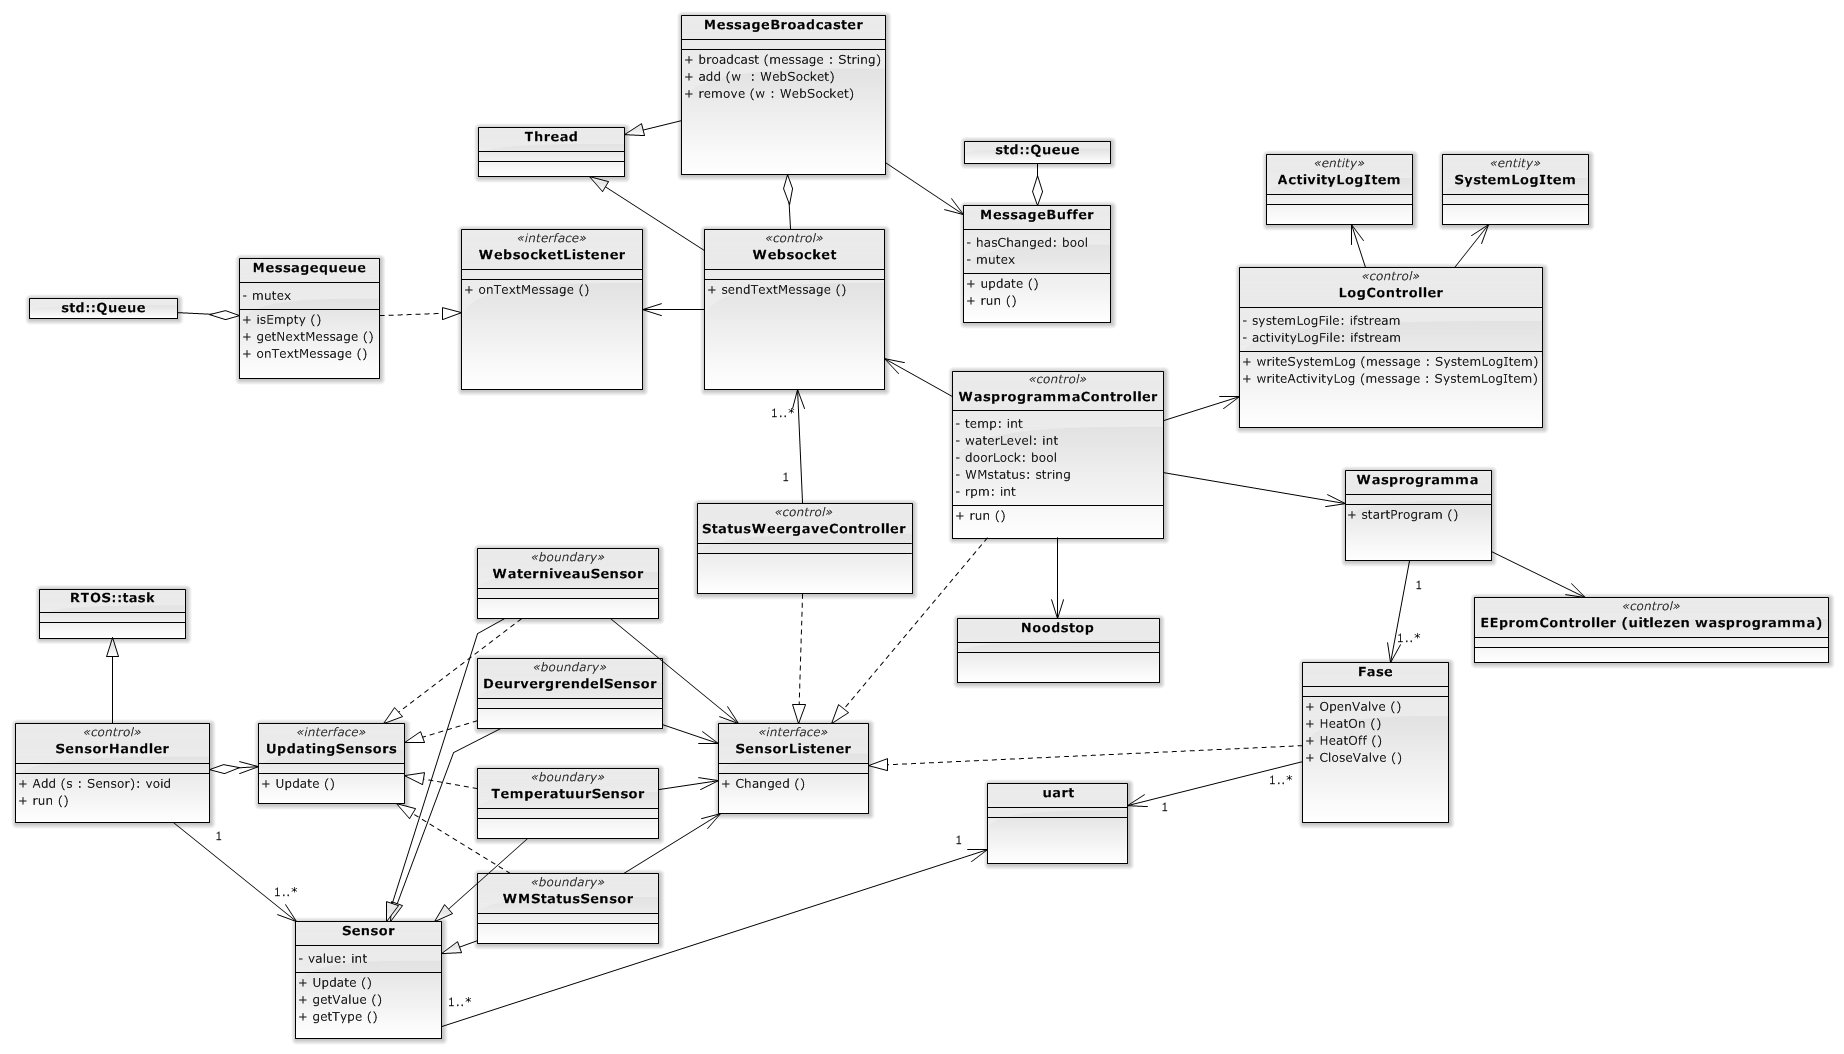 MessageBroadcaster
+ broadcast (message : String)
+ add (w : WebSocket)
+ remove (w : WebSocket)
Thread
std::Queue
MessageBuffer
- hasChanged: bool
- mutex
+ update ()
+ run ()
«entity»
ActivityLogItem
«entity»
SystemLogItem
«interface»
WebsocketListener
+ onTextMessage ()
«control»
Websocket
+ sendTextMessage ()
Messagequeue
- mutex
+ isEmpty ()
+ getNextMessage ()
+ onTextMessage ()
std::Queue
«control»
LogController
- systemLogFile: ifstream
- activityLogFile: ifstream
+ writeSystemLog (message : SystemLogItem)
+ writeActivityLog (message : SystemLogItem)
«control»
WasprogrammaController
- temp: int
- waterLevel: int
- doorLock: bool
- WMstatus: string
- rpm: int
+ run ()
1..*
1
«control»
StatusWeergaveController
Wasprogramma
+ startProgram ()
1
1..*
«control»
EEpromController (uitlezen wasprogramma)
Noodstop
Fase
+ OpenValve ()
+ HeatOn ()
+ HeatOff ()
+ CloseValve ()
1..*
1
«boundary»
WaterniveauSensor
RTOS::task
«boundary»
DeurvergrendelSensor
«control»
SensorHandler
+ Add (s : Sensor): void
+ run ()
«interface»
UpdatingSensors
+ Update ()
«interface»
SensorListener
+ Changed ()
«boundary»
TemperatuurSensor
uart
1
1
1..*
«boundary»
WMStatusSensor
Sensor
- value: int
+ Update ()
+ getValue ()
+ getType ()
1..*